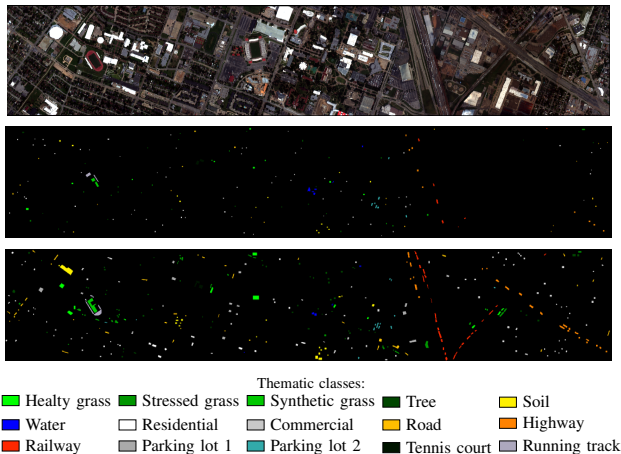 Thematic classes:
Healty grass Stressed grass Synthetic grass Tree Soil
Water Residential Commercial Road Highway
Railway Parking lot 1 Parking lot 2 Tennis court Running track